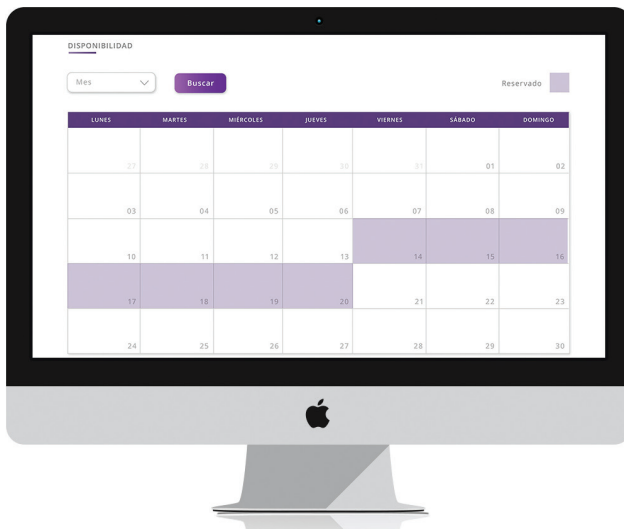 DISPONIBILIDAD
Mes
Buscar
Reservado
LUNES MARTES MIÉRCOLES JUEVES VIERNES SÁBADO DOMINGO
27 28 29 30 31 01 02
03 04 05 06 07 08 09
10 11 12 13 14 15 16
17 18 19 20 21 22 23
24 25 26 27 28 29 30